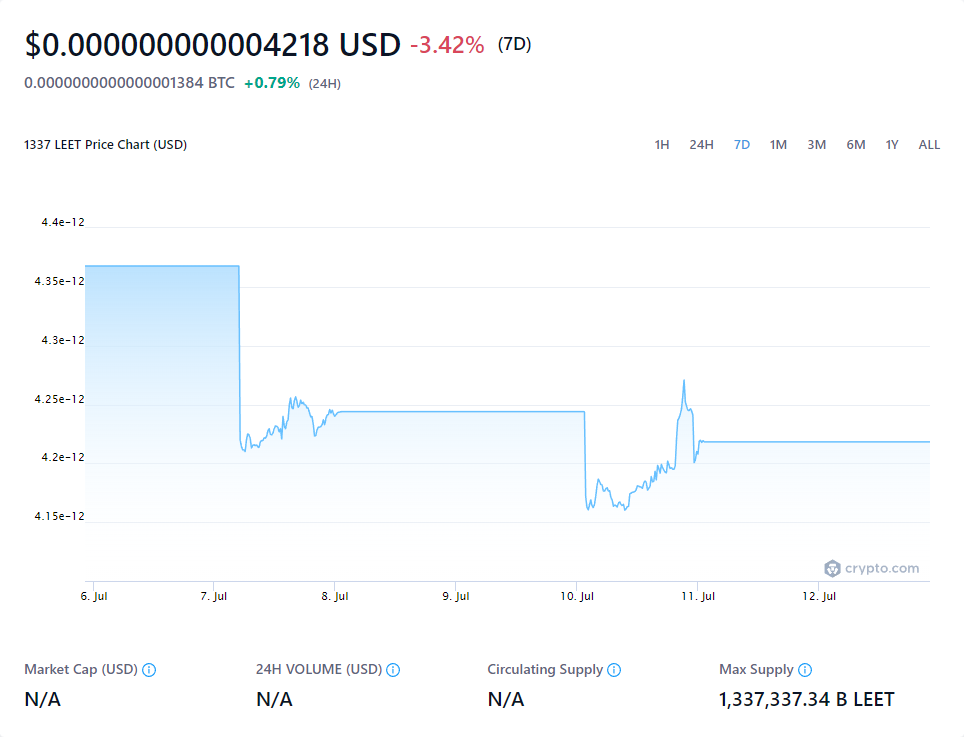 $0.000000000004218 USD -3.42% (7D)
0.0000000000000001384 BTC +0.79% (24H)
1337 LEET Price Chart (USD) 1H 24H 7D 1M 3M 6M 1Y ALL
4.4e-12
4.35e-12
4.3e-12
4.25e-12
4.2e-12
4.15e-12
crypto.com
6. Jul 7. Jul 8. Jul 9. Jul 10. Jul 11. Jul 12. Jul
Market Cap (USD) 24H VOLUME (USD) Circulating Supply Max Supply
N/A N/A N/A 1,337,337.34 B LEET